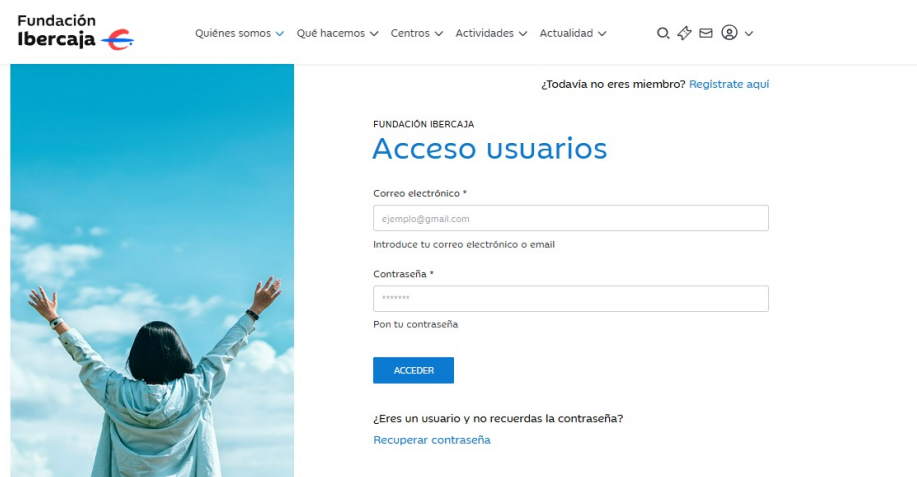 Fundación
Ibercaja
Quiénes somos Qué hacemos Centros Actividades Actualidad
¿Todavía no eres miembro? Regístrate aquí
FUNDACIÓN IBERCAJA
Acceso usuarios
Correo electrónico *
ejemplo@gmail.com
Introduce tu correo electrónico o email
Contraseña *
*******
Pon tu contraseña
ACCEDER
¿Eres un usuario y no recuerdas la contraseña?
Recuperar contraseña